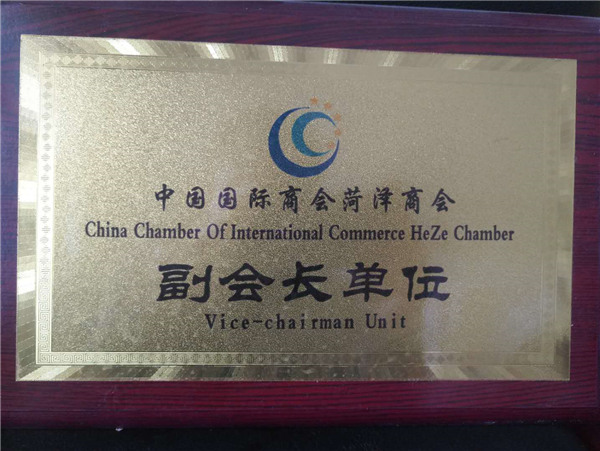 中国国际商会菏泽商会
China Chamber Of International Commerce HeZe Chamber
副会长单位
Vice-chairman Unit